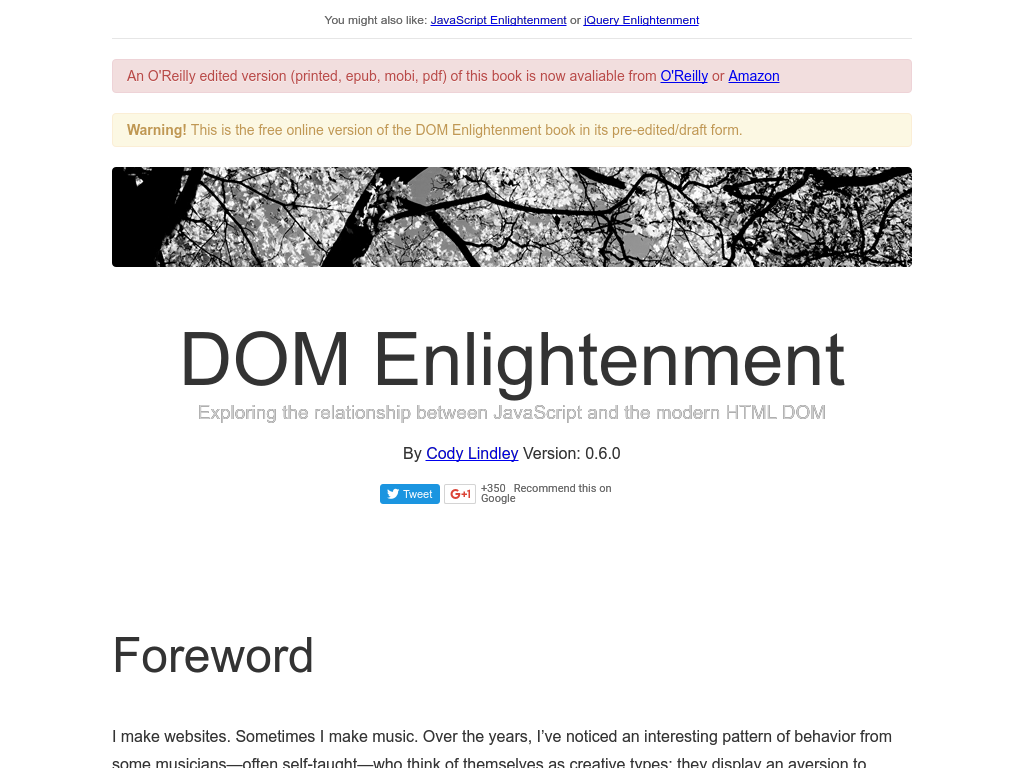 You might also like: JavaScript Enlightenment or jQuery Enlightenment
An O'Reilly edited version (printed, epub, mobi, pdf) of this book is now avaliable from O'Reilly or Amazon
Warning! This is the free online version of the DOM Enlightenment book in its pre-edited/draft form.
DOM Enlightenment
Exploring the relationship between JavaScript and the modern HTML DOM
By Cody Lindley Version: 0.6.0
Tweet G+1 +350 Recommend this on
Google
Foreword
I make websites. Sometimes I make music. Over the years, I’ve noticed an interesting pattern of behavior from
some musicians—often self-taught—who think of themselves as creative types: they display an aversion to